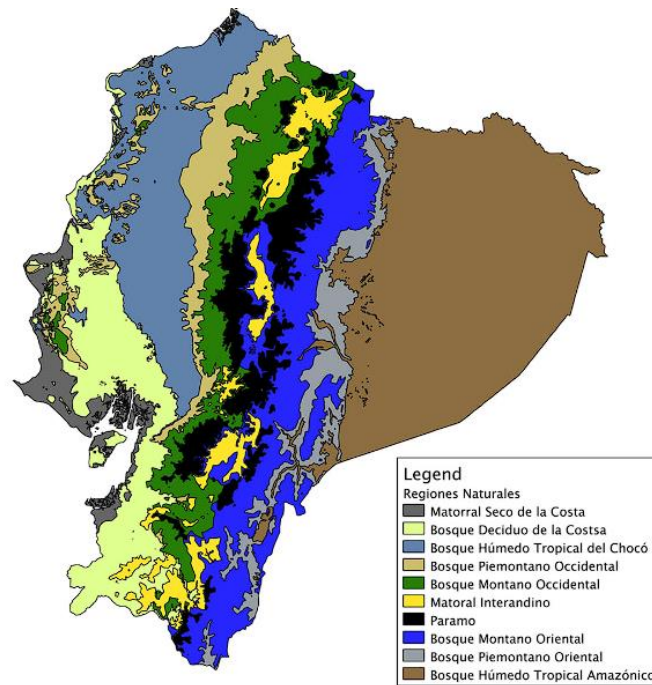 Legend
Regiones Naturales
Matorral Seco de la Costa
Bosque Deciduo de la Costsa
Bosque Húmedo Tropical del Chocó
Bosque Piemontano Occidental
Bosque Montano Occidental
Matoral Interandino
Paramo
Bosque Montano Oriental
Bosque Piemontano Oriental
Bosque Húmedo Tropical Amazónico